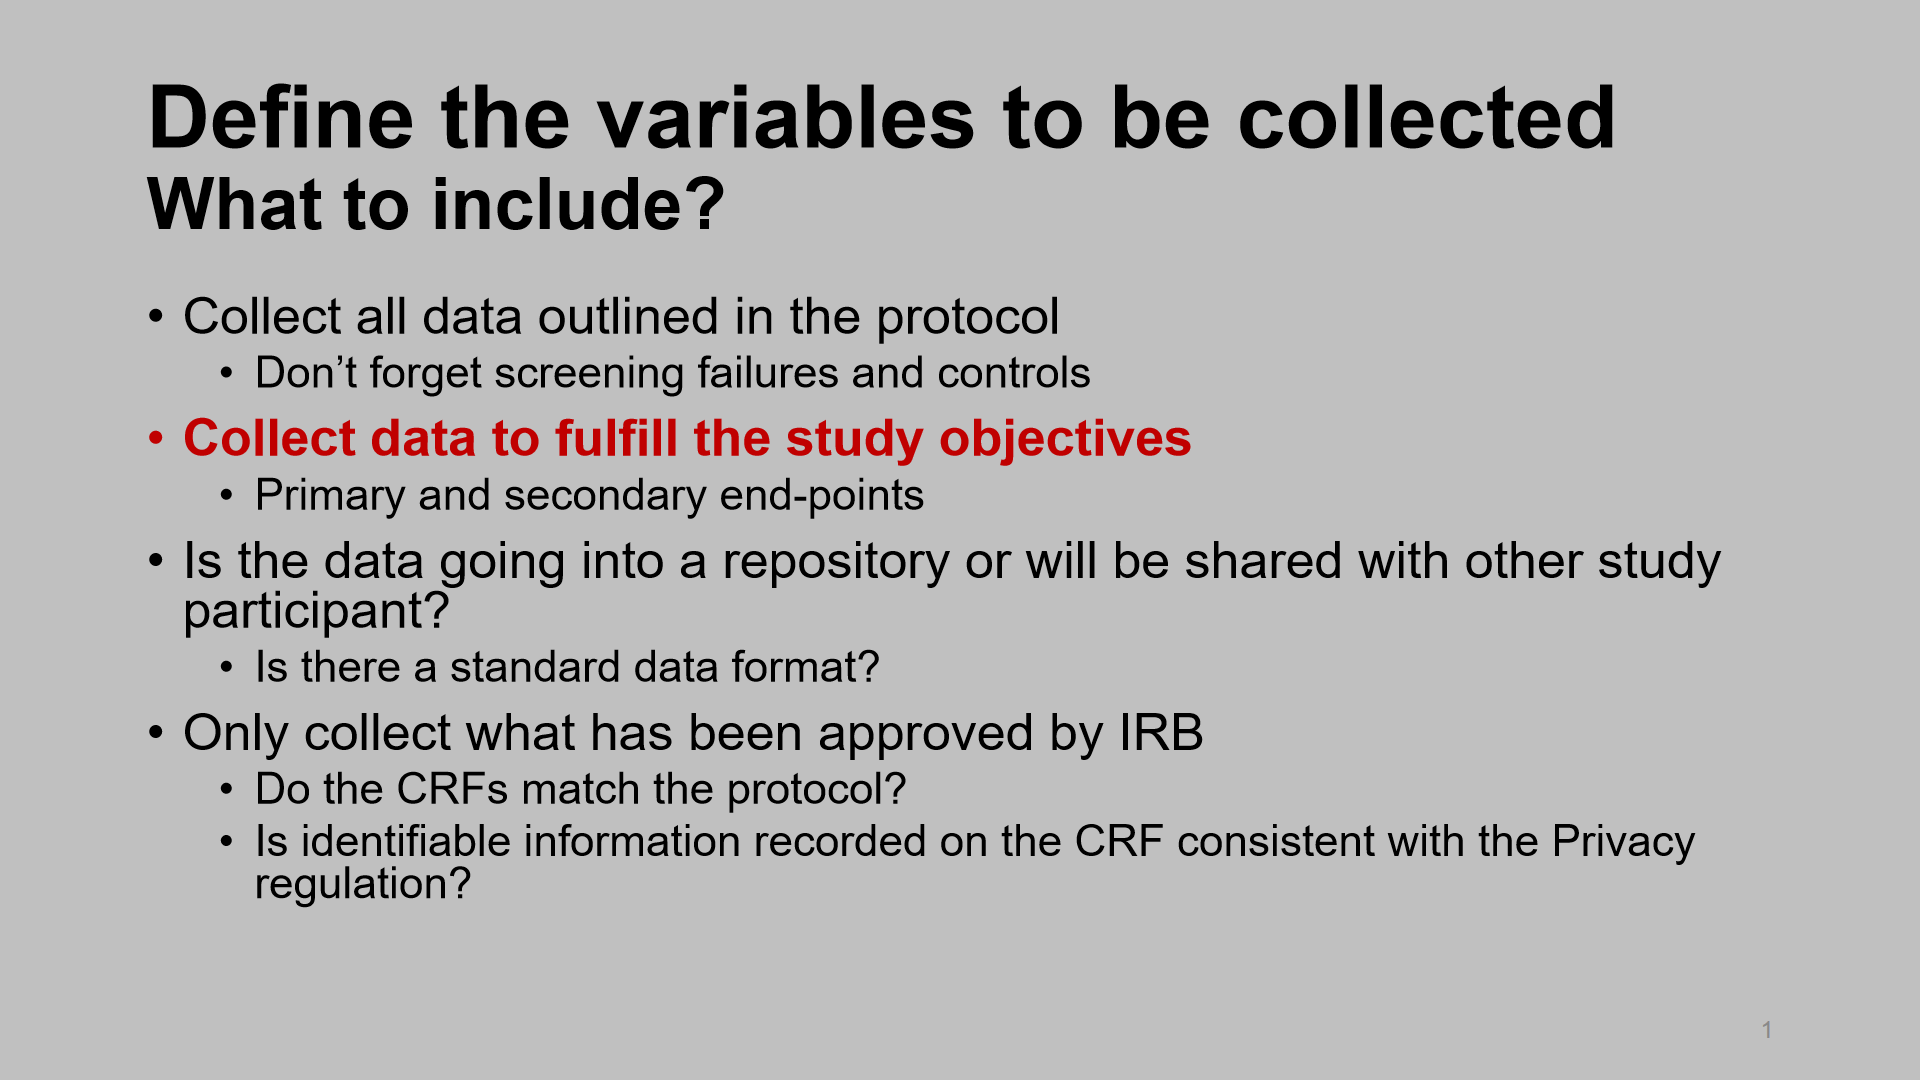 Define the variables to be collected
What to include?
• Collect all data outlined in the protocol
• Don’t forget screening failures and controls
• Collect data to fulfill the study objectives
• Primary and secondary end-points
• Is the data going into a repository or will be shared with other study
participant?
• Is there a standard data format?
• Only collect what has been approved by IRB
• Do the CRFs match the protocol?
• Is identifiable information recorded on the CRF consistent with the Privacy
regulation?
1